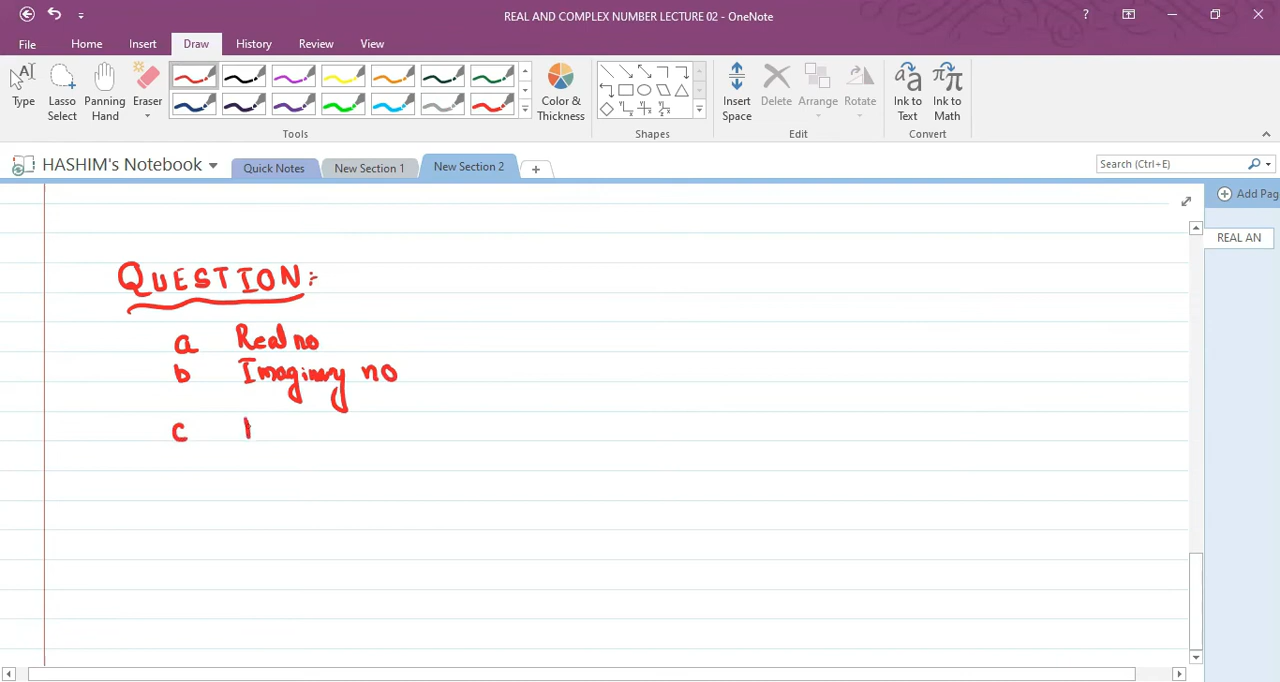 REAL AND COMPLEX NUMBER LECTURE 02 - OneNote
File Home Insert Draw History Review View
Type Lasso Select Panning Hand Eraser Color & Thickness Insert Space Delete Arrange Rotate Ink to Text Ink to Math
Tools Shapes Edit Convert
HASHIM's Notebook Quick Notes New Section 1 New Section 2 Search (Ctrl+E)
Add Pag
REAL AN
QUESTION:
a Real no
b Imaginary no
c